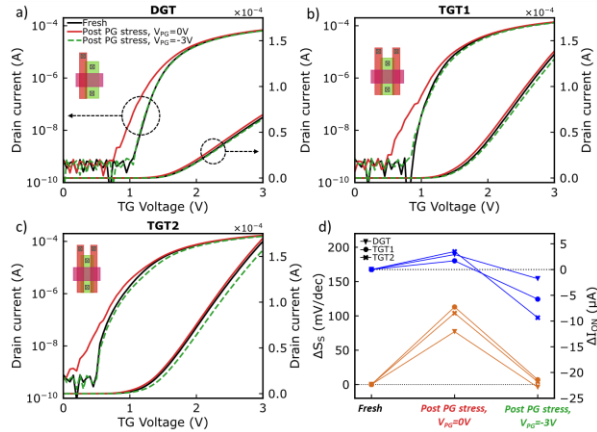 a)
DGT
×10⁻⁴
Fresh
Post PG stress, V_PG=0V
Post PG stress, V_PG=-3V
Drain current (A)
10⁻⁴
10⁻⁶
10⁻⁸
10⁻¹⁰
1.5
1.0
0.5
0.0
0 1 2 3
TG Voltage (V)
b)
TGT1
×10⁻⁴
Drain current (A)
10⁻⁴
10⁻⁶
10⁻⁸
10⁻¹⁰
1.5
1.0
0.5
0.0
0 1 2 3
TG Voltage (V)
c)
TGT2
×10⁻⁴
Drain current (A)
10⁻⁴
10⁻⁶
10⁻⁸
10⁻¹⁰
1.5
1.0
0.5
0.0
0 1 2 3
TG Voltage (V)
d)
DGT
TGT1
TGT2
ΔS_S (mV/dec)
200
150
100
50
0
5
0
−5
−10
−15
−20
−25
ΔI_ON (μA)
Fresh
Post PG stress,
V_PG=0V
Post PG stress,
V_PG=-3V